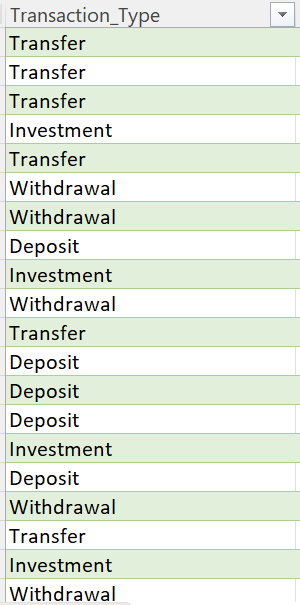 Transaction_Type
Transfer
Transfer
Transfer
Investment
Transfer
Withdrawal
Withdrawal
Deposit
Investment
Withdrawal
Transfer
Deposit
Deposit
Deposit
Investment
Deposit
Withdrawal
Transfer
Investment
Withdrawal